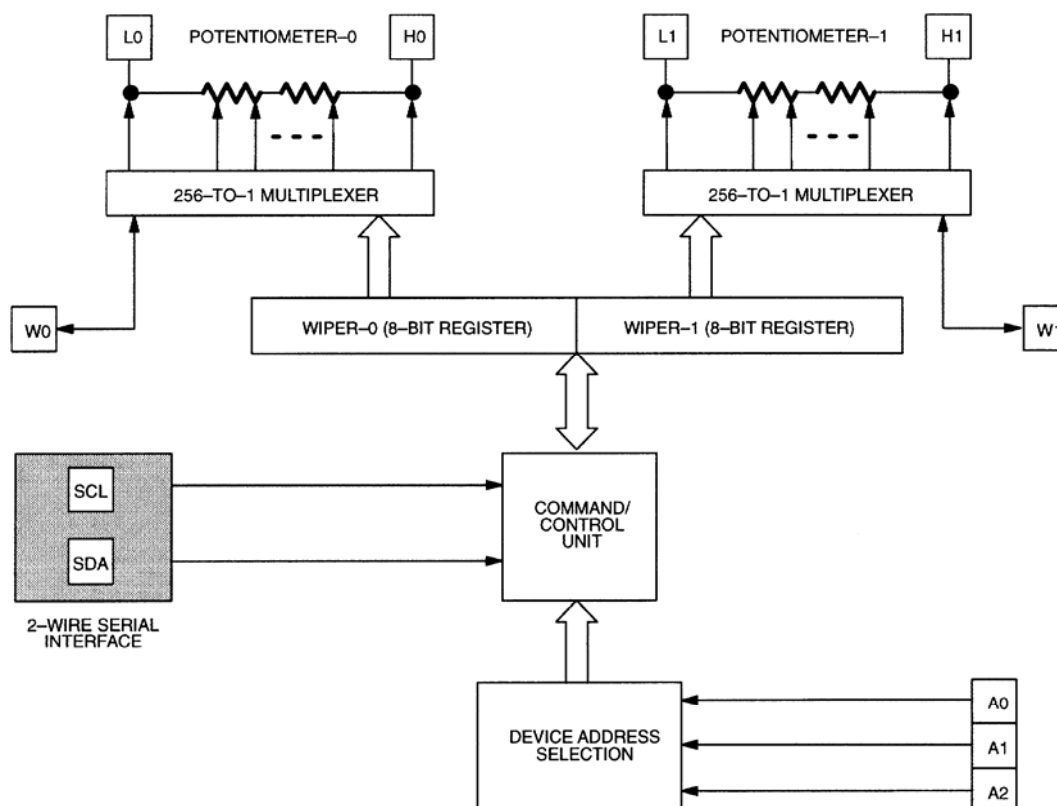 L0 POTENTIOMETER–0 H0
L1 POTENTIOMETER–1 H1
256–TO–1 MULTIPLEXER
256–TO–1 MULTIPLEXER
W0
WIPER–0 (8–BIT REGISTER)
WIPER–1 (8–BIT REGISTER)
W1
SCL
SDA
2–WIRE SERIAL
INTERFACE
COMMAND/
CONTROL
UNIT
DEVICE ADDRESS
SELECTION
A0
A1
A2